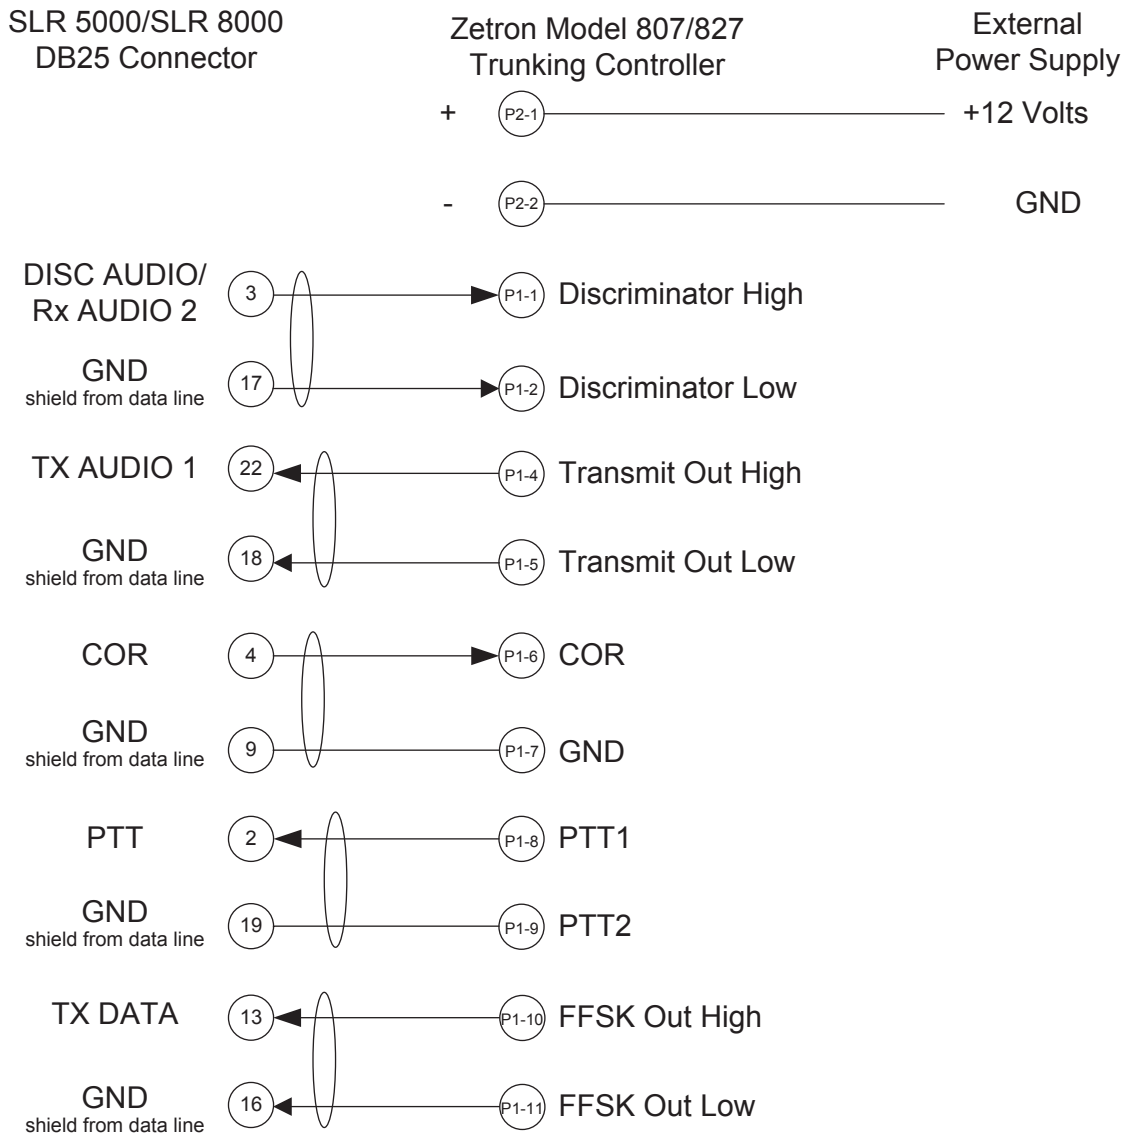 SLR 5000/SLR 8000
DB25 Connector
Zetron Model 807/827
Trunking Controller
External
Power Supply
+ P2-1 +12 Volts
- P2-2 GND
DISC AUDIO/
Rx AUDIO 2
3 P1-1 Discriminator High
GND
shield from data line
17 P1-2 Discriminator Low
TX AUDIO 1 22 P1-4 Transmit Out High
GND
shield from data line
18 P1-5 Transmit Out Low
COR 4 P1-6 COR
GND
shield from data line
9 P1-7 GND
PTT 2 P1-8 PTT1
GND
shield from data line
19 P1-9 PTT2
TX DATA 13 P1-10 FFSK Out High
GND
shield from data line
16 P1-11 FFSK Out Low